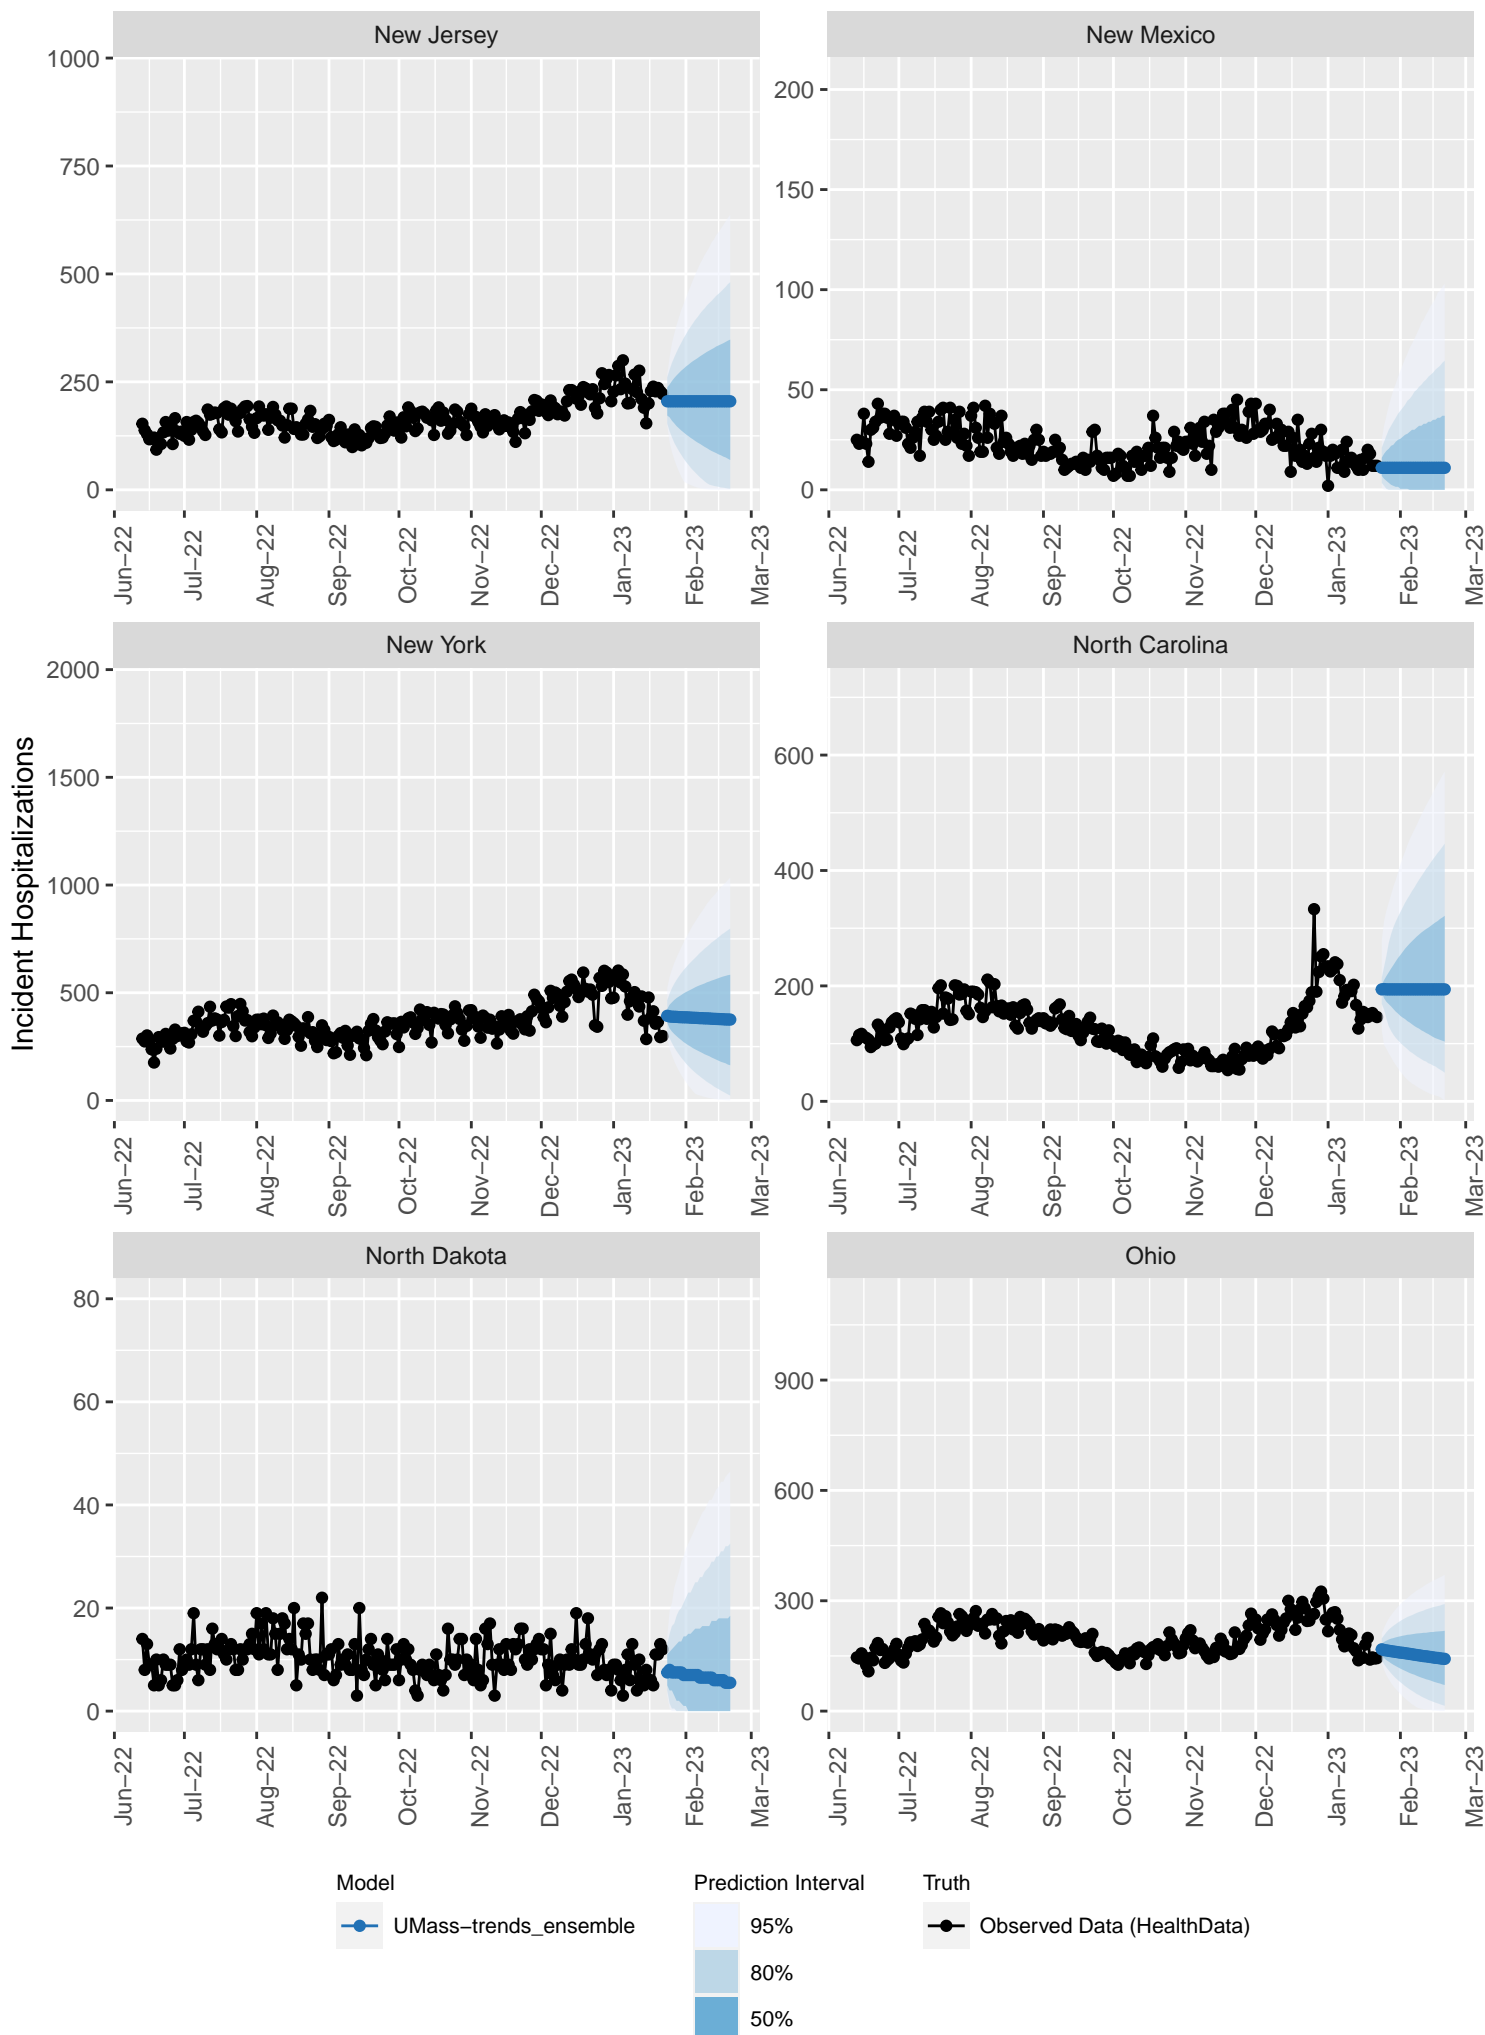 New Jersey
New Mexico
1000
750
500
250
0
200
150
100
50
0
Jun−22
Jul−22
Aug−22
Sep−22
Oct−22
Nov−22
Dec−22
Jan−23
Feb−23
Mar−23
Jun−22
Jul−22
Aug−22
Sep−22
Oct−22
Nov−22
Dec−22
Jan−23
Feb−23
Mar−23
Incident Hospitalizations
New York
North Carolina
2000
1500
1000
500
0
600
400
200
0
Jun−22
Jul−22
Aug−22
Sep−22
Oct−22
Nov−22
Dec−22
Jan−23
Feb−23
Mar−23
Jun−22
Jul−22
Aug−22
Sep−22
Oct−22
Nov−22
Dec−22
Jan−23
Feb−23
Mar−23
North Dakota
Ohio
80
60
40
20
0
900
600
300
0
Jun−22
Jul−22
Aug−22
Sep−22
Oct−22
Nov−22
Dec−22
Jan−23
Feb−23
Mar−23
Jun−22
Jul−22
Aug−22
Sep−22
Oct−22
Nov−22
Dec−22
Jan−23
Feb−23
Mar−23
Model
UMass−trends_ensemble
Prediction Interval
95%
80%
50%
Truth
Observed Data (HealthData)